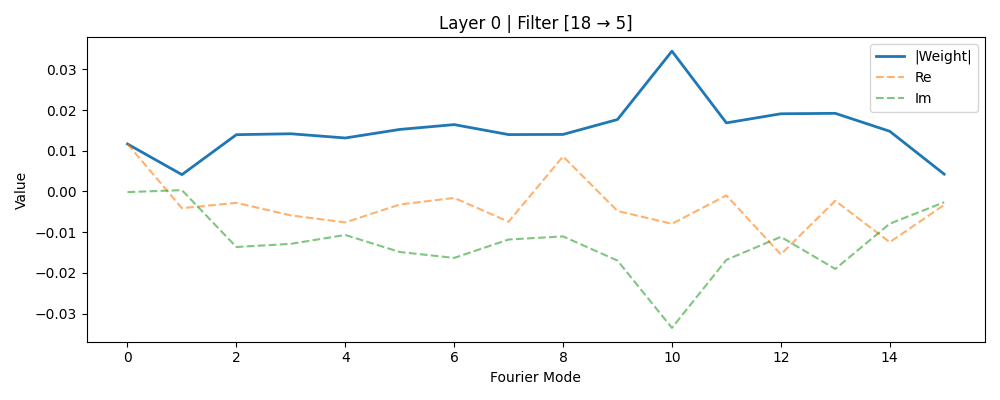 Layer 0 | Filter [18 → 5]
|Weight|
Re
Im
0.03
0.02
0.01
0.00
−0.01
−0.02
−0.03
Value
0 2 4 6 8 10 12 14
Fourier Mode